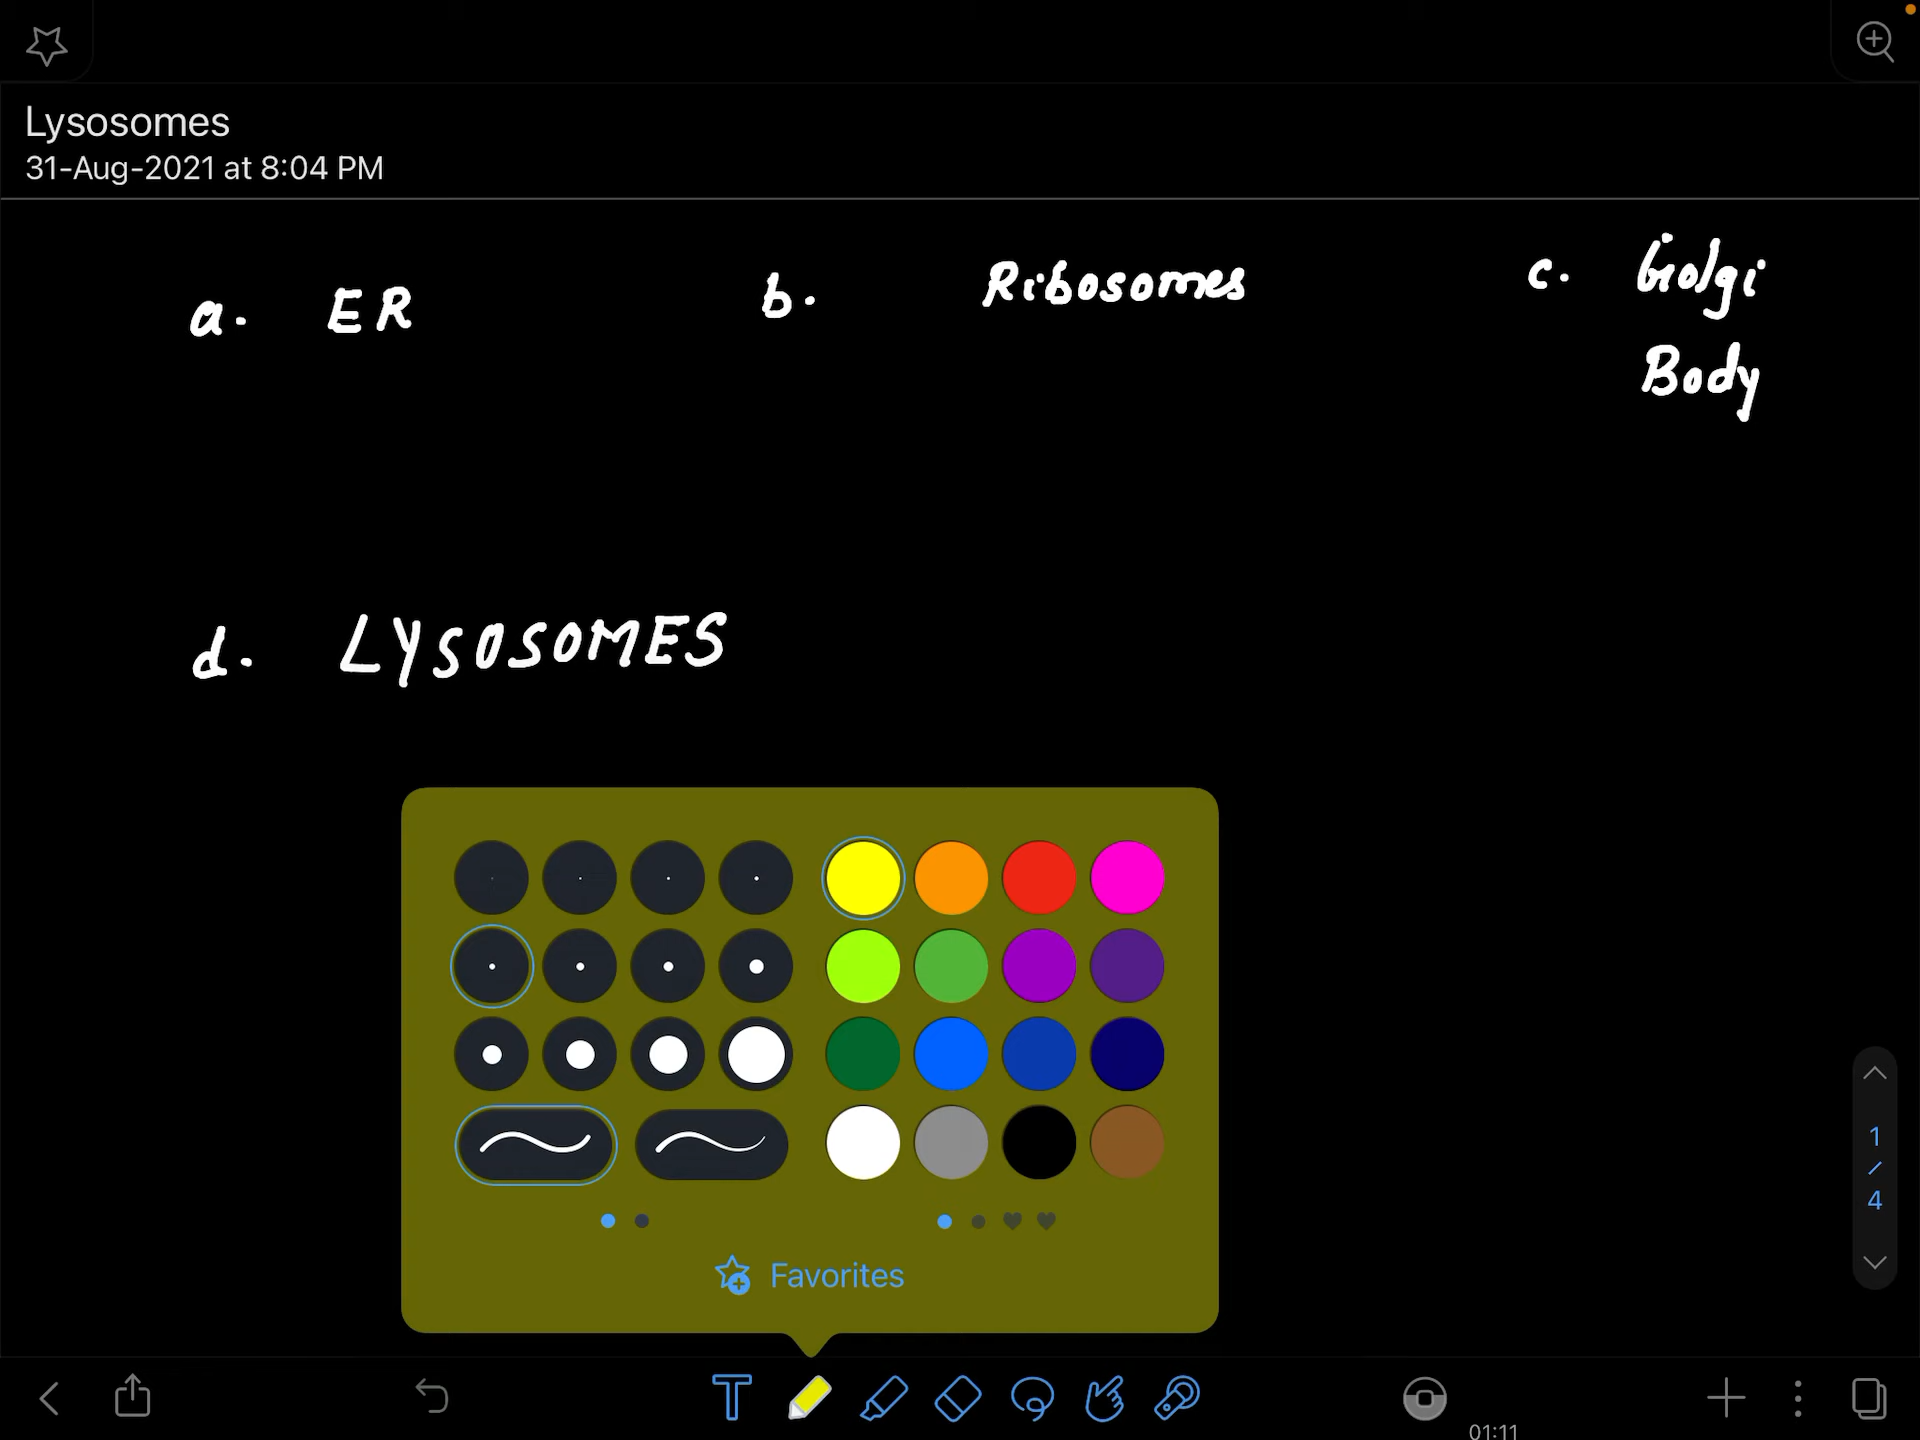 Lysosomes
31-Aug-2021 at 8:04 PM
a. ER b. Ribosomes c. Golgi
Body
d. LYSOSOMES
1
/
4
Favorites
01:11